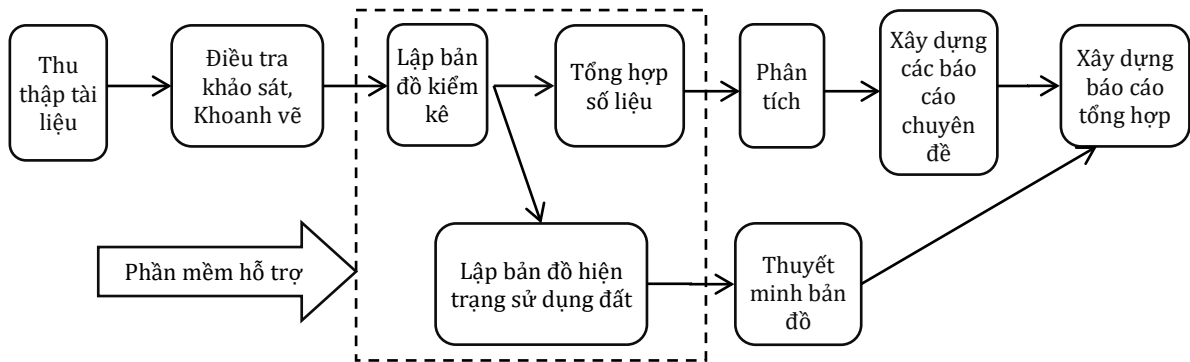 Thu
thập tài
liệu
Điều tra
khảo sát,
Khoanh vẽ
Lập bản
đồ kiểm
kê
Tổng hợp
số liệu
Phân
tích
Xây dựng
các báo
cáo
chuyên
đề
Xây dựng
báo cáo
tổng hợp
Phần mềm hỗ trợ
Lập bản đồ hiện
trạng sử dụng đất
Thuyết
minh bản
đồ